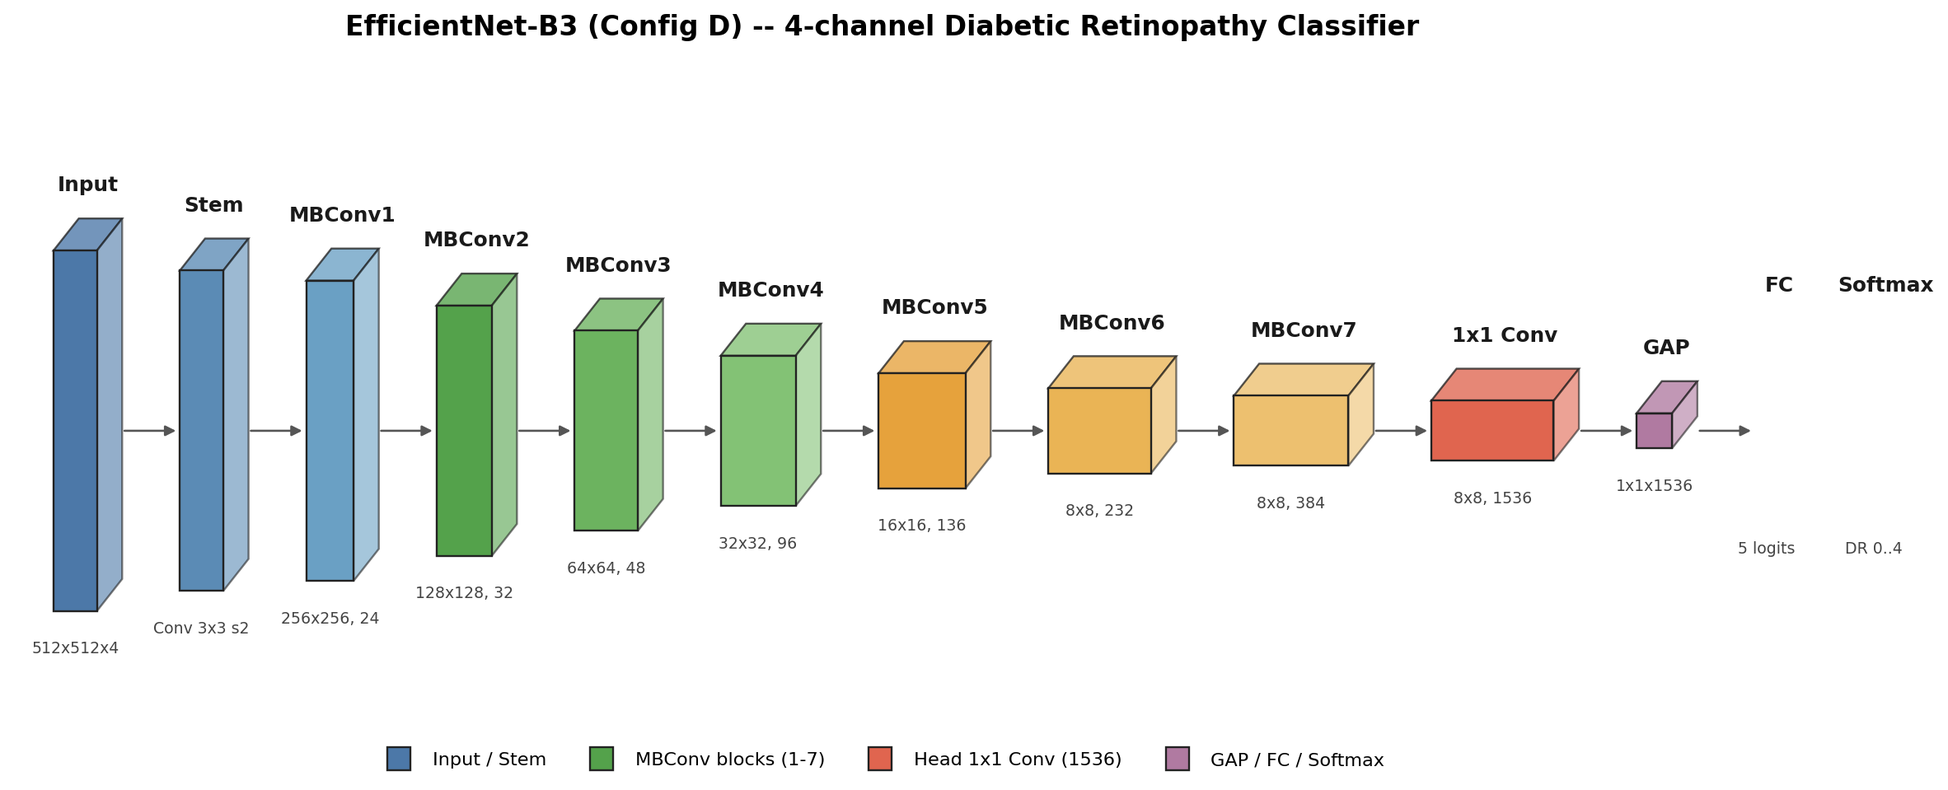 EfficientNet-B3 (Config D) -- 4-channel Diabetic Retinopathy Classifier
Input
Stem
MBConv1
MBConv2
MBConv3
MBConv4
MBConv5
MBConv6
MBConv7
1x1 Conv
GAP
FC
Softmax
512x512x4
Conv 3x3 s2
256x256, 24
128x128, 32
64x64, 48
32x32, 96
16x16, 136
8x8, 232
8x8, 384
8x8, 1536
1x1x1536
5 logits
DR 0..4
Input / Stem
MBConv blocks (1-7)
Head 1x1 Conv (1536)
GAP / FC / Softmax